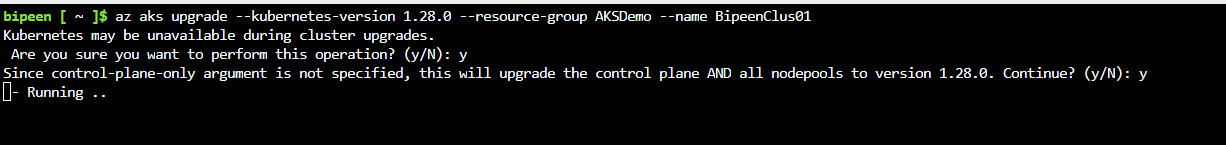 bipeen [ ~ ]$ az aks upgrade --kubernetes-version 1.28.0 --resource-group AKSDemo --name BipeenClus01
Kubernetes may be unavailable during cluster upgrades.
Are you sure you want to perform this operation? (y/N): y
Since control-plane-only argument is not specified, this will upgrade the control plane AND all nodepools to version 1.28.0. Continue? (y/N): y
- Running ..